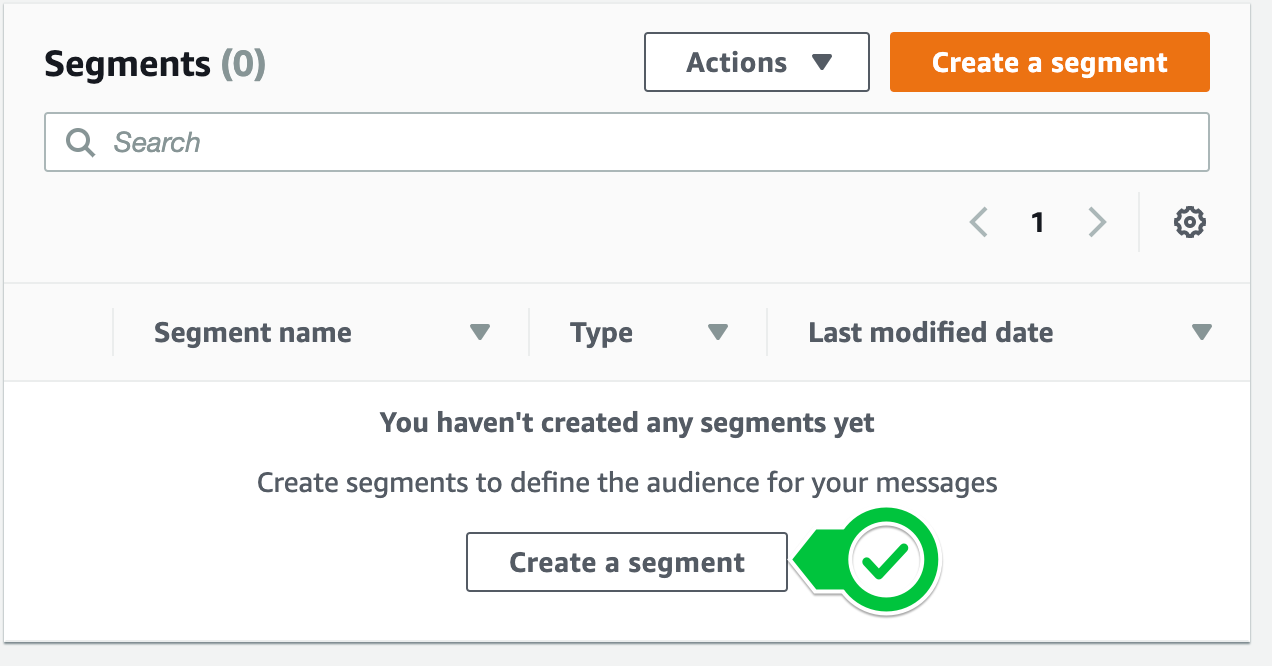 Segments (0)
Actions
Create a segment
Search
1
Segment name
Type
Last modified date
You haven't created any segments yet
Create segments to define the audience for your messages
Create a segment